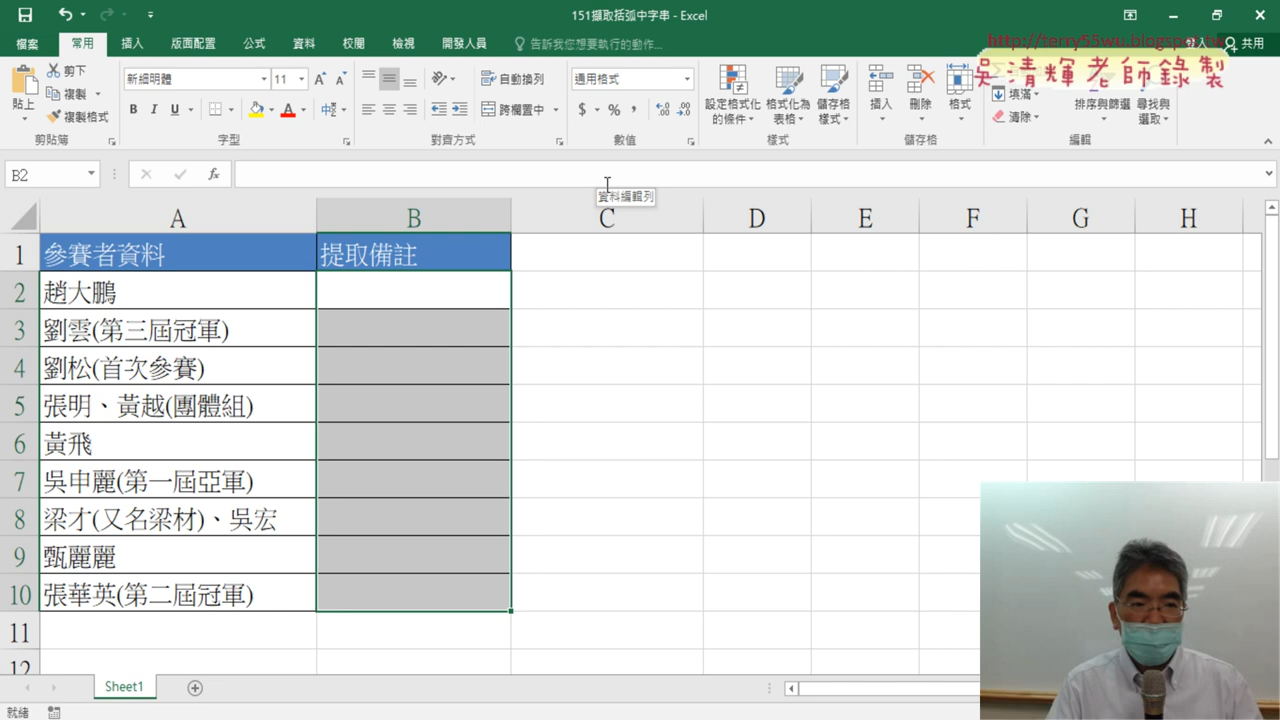 151擷取括弧中字串 - Excel
檔案 常用 插入 版面配置 公式 資料 校閱 檢視 開發人員 告訴我您想要執行的動作... 共用
http://terry55wu.blogspot.tw
吳清輝老師錄製
貼上 剪下 複製 複製格式 剪貼簿
新細明體 11 B I U 字型
自動換列 跨欄置中 對齊方式
通用格式 $ % 數值
設定格式化的條件 格式化為表格 儲存格樣式 樣式
插入 刪除 格式 儲存格
填滿 清除 排序與篩選 尋找與選取 編輯
B2 fx
資料編輯列
A B C D E F G H
1 參賽者資料 提取備註
2 趙大鵬
3 劉雲(第三屆冠軍)
4 劉松(首次參賽)
5 張明、黃越(團體組)
6 黃飛
7 吳申麗(第一屆亞軍)
8 梁才(又名梁材)、吳宏
9 甄麗麗
10 張華英(第二屆冠軍)
11
12
Sheet1
就緒